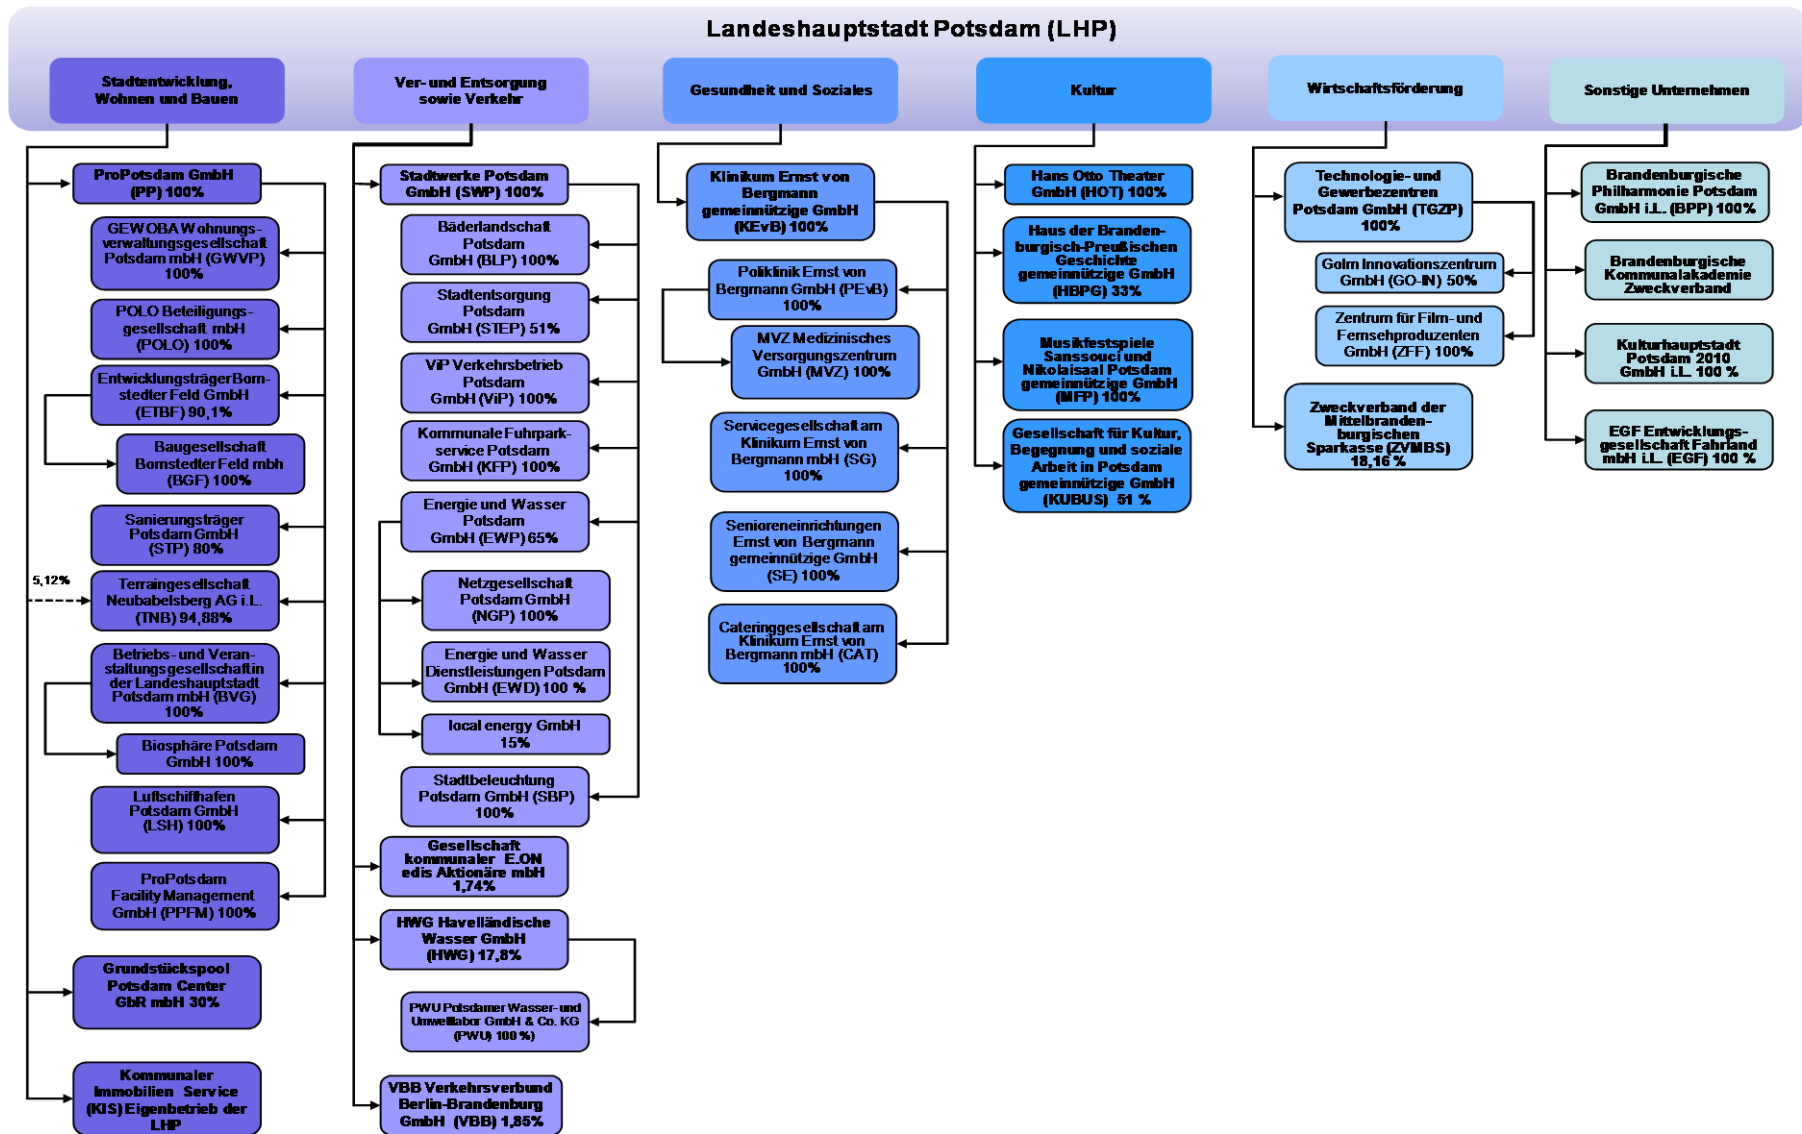 Landeshauptstadt Potsdam (LHP)
Stadtentwicklung,
Wohnen und Bauen
Ver- und Entsorgung
sowie Verkehr
Gesundheit und Soziales
Kultur
Wirtschaftsförderung
Sonstige Unternehmen
ProPotsdam GmbH
(PP) 100%
GEWOBA Wohnungs-
verwaltungsgesellschaft
Potsdam mbH (GWVP)
100%
POLO Beteiligungs-
gesellschaft mbH
(POLO) 100%
Entwicklungsträger Born-
stedter Feld GmbH
(ETBF) 90,1%
Baugesellschaft
Bornstedter Feld mbh
(BGF) 100%
Sanierungsträger
Potsdam GmbH
(STP) 80%
5,12%
Terraingesellschaft
Neubabelsberg AG i.L.
(TNB) 94,88%
Betriebs- und Veran-
staltungsgesellschaft in
der Landeshauptstadt
Potsdam mbH (BVG)
100%
Biosphäre Potsdam
GmbH 100%
Luftschiffhafen
Potsdam GmbH
(LSH) 100%
ProPotsdam
Facility Management
GmbH (PPFM) 100%
Grundstückspool
Potsdam Center
GbR mbH 30%
Kommunaler
Immobilien Service
(KIS) Eigenbetrieb der
LHP
Stadtwerke Potsdam
GmbH (SWP) 100%
Bäderlandschaft
Potsdam
GmbH (BLP) 100%
Stadtentsorgung
Potsdam
GmbH (STEP) 51%
ViP Verkehrsbetrieb
Potsdam
GmbH (ViP) 100%
Kommunale Fuhrpark-
service Potsdam
GmbH (KFP) 100%
Energie und Wasser
Potsdam
GmbH (EWP) 65%
Netzgesellschaft
Potsdam GmbH
(NGP) 100%
Energie und Wasser
Dienstleistungen Potsdam
GmbH (EWD) 100 %
local energy GmbH
15%
Stadtbeleuchtung
Potsdam GmbH (SBP)
100%
Gesellschaft
kommunaler E.ON
edis Aktionäre mbH
1,74%
HWG Havelländische
Wasser GmbH
(HWG) 17,8%
PWU Potsdamer Wasser- und
Umweltlabor GmbH & Co. KG
(PWU) 100 %)
VBB Verkehrsverbund
Berlin-Brandenburg
GmbH (VBB) 1,85%
Klinikum Ernst von
Bergmann
gemeinnützige GmbH
(KEvB) 100%
Poliklinik Ernst von
Bergmann GmbH (PEvB)
100%
MVZ Medizinisches
Versorgungszentrum
GmbH (MVZ) 100%
Servicegesellschaft am
Klinikum Ernst von
Bergmann mbH (SG)
100%
Senioreneinrichtungen
Ernst von Bergmann
gemeinnützige GmbH
(SE) 100%
Cateringgesellschaft am
Klinikum Ernst von
Bergmann mbH (CAT)
100%
Hans Otto Theater
GmbH (HOT) 100%
Haus der Branden-
burgisch-Preußischen
Geschichte
gemeinnützige GmbH
(HBPG) 33%
Musikfestspiele
Sanssouci und
Nikolaisaal Potsdam
gemeinnützige GmbH
(MFP) 100%
Gesellschaft für Kultur,
Begegnung und soziale
Arbeit in Potsdam
gemeinnützige GmbH
(KUBUS) 51 %
Technologie- und
Gewerbezentren
Potsdam GmbH (TGZP)
100%
Golm Innovationszentrum
GmbH (GO-IN) 50%
Zentrum für Film- und
Fernsehproduzenten
GmbH (ZFF) 100%
Zweckverband der
Mittelbranden-
burgischen
Sparkasse (ZVMBS)
18,16 %
Brandenburgische
Philharmonie Potsdam
GmbH i.L. (BPP) 100%
Brandenburgische
Kommunalakademie
Zweckverband
Kulturhauptstadt
Potsdam 2010
GmbH i.L. 100 %
EGF Entwicklungs-
gesellschaft Fahrland
mbH i.L. (EGF) 100 %